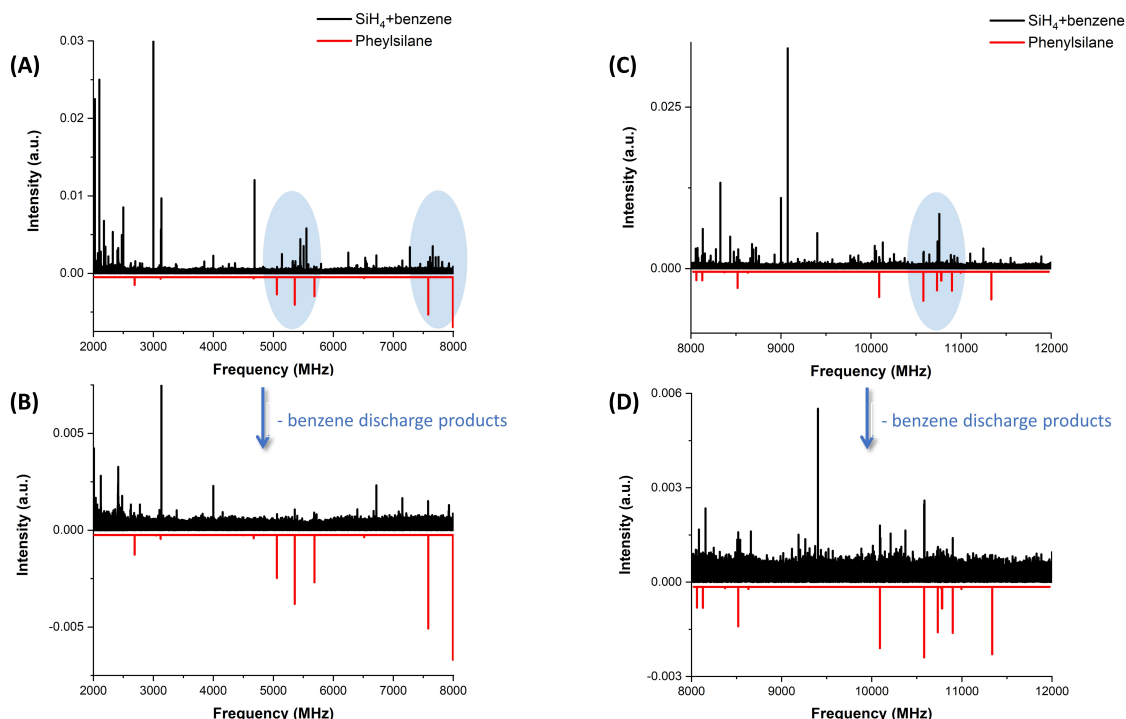 SiH₄+benzene
Pheylsilane
(A)
0.03
0.02
0.01
0.00
Intensity (a.u.)
2000 3000 4000 5000 6000 7000 8000
Frequency (MHz)
(B)
- benzene discharge products
0.005
0.000
-0.005
Intensity (a.u.)
2000 3000 4000 5000 6000 7000 8000
Frequency (MHz)
SiH₄+benzene
Phenylsilane
(C)
0.025
0.000
Intensity (a.u.)
8000 9000 10000 11000 12000
Frequency (MHz)
(D)
- benzene discharge products
0.006
0.003
0.000
-0.003
Intensity (a.u.)
8000 9000 10000 11000 12000
Frequency (MHz)